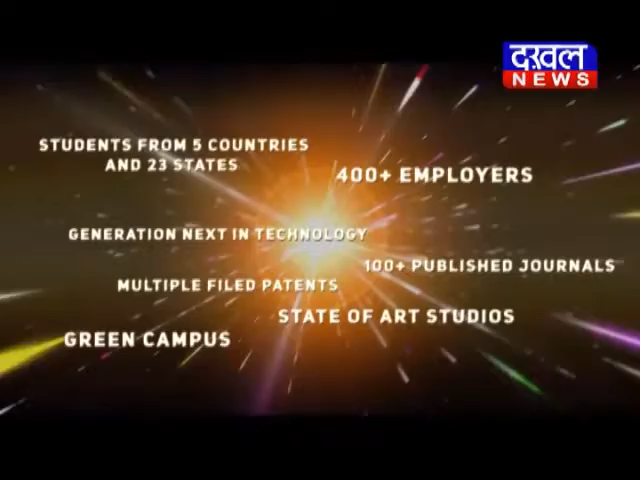 दख़ल
NEWS
STUDENTS FROM 5 COUNTRIES
AND 23 STATES
400+ EMPLOYERS
GENERATION NEXT IN TECHNOLOGY
100+ PUBLISHED JOURNALS
MULTIPLE FILED PATENTS
STATE OF ART STUDIOS
GREEN CAMPUS